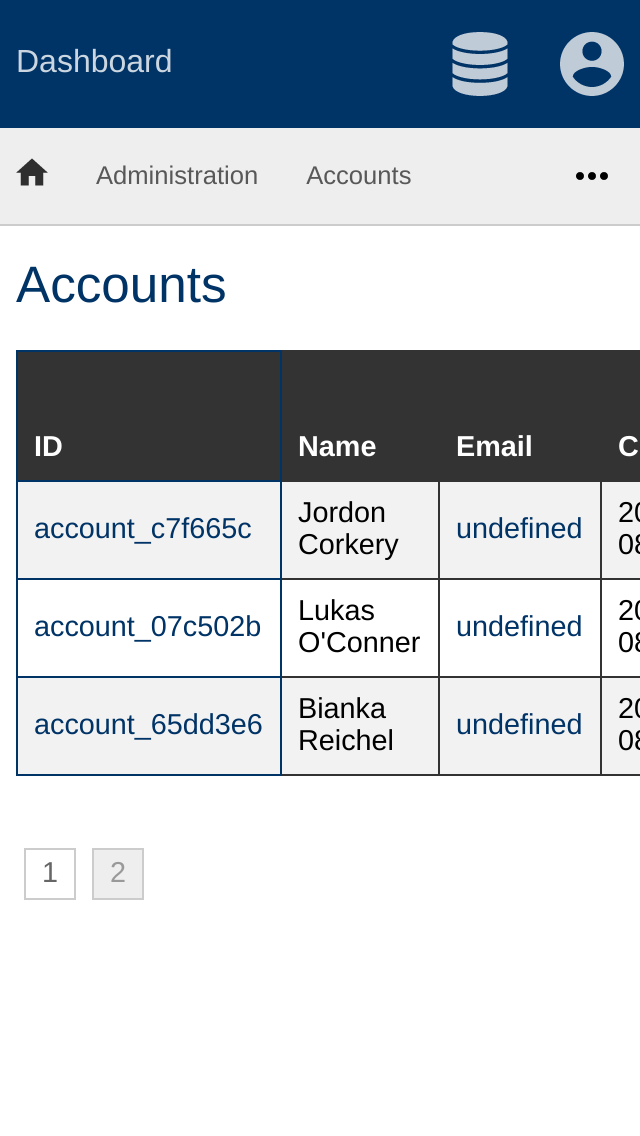 Dashboard
Administration Accounts
Accounts
ID Name Email C
account_c7f665c Jordon Corkery undefined 20 08
account_07c502b Lukas O'Conner undefined 20 08
account_65dd3e6 Bianka Reichel undefined 20 08
1 2